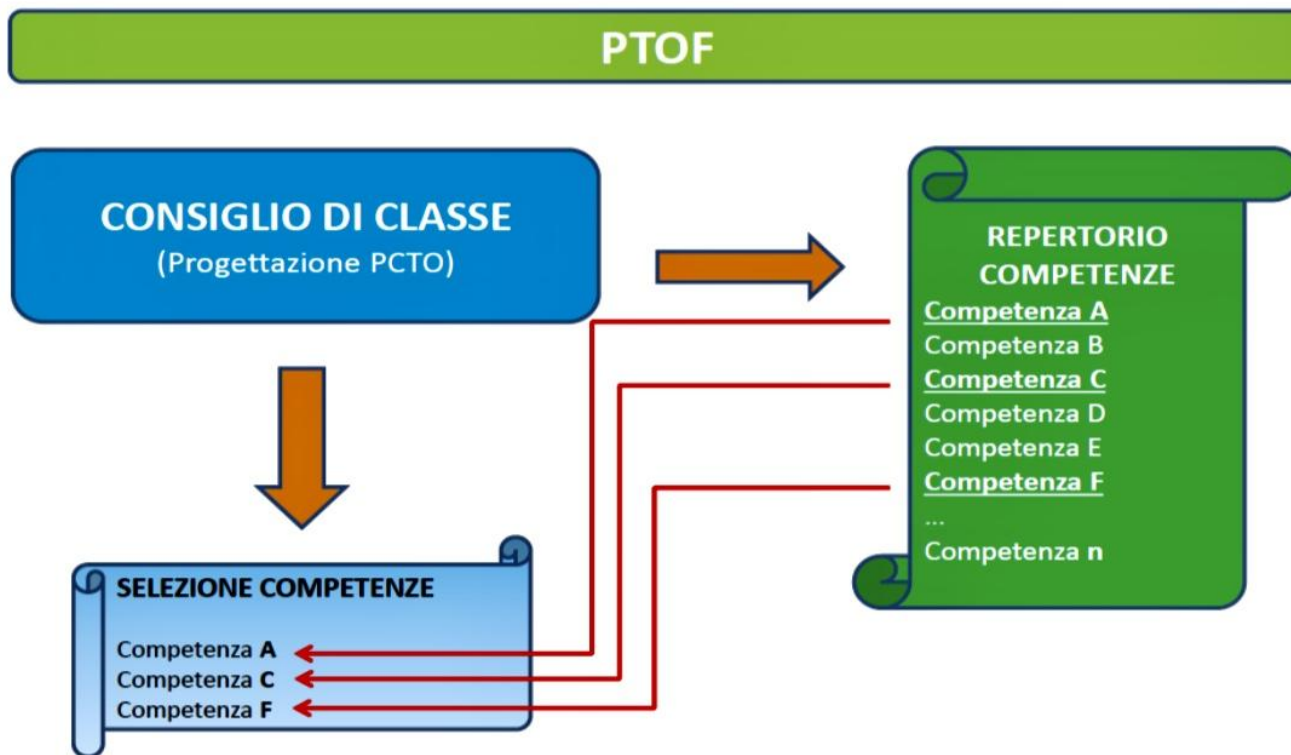 PTOF
CONSIGLIO DI CLASSE
(Progettazione PCTO)
REPERTORIO
COMPETENZE
Competenza A
Competenza B
Competenza C
Competenza D
Competenza E
Competenza F
...
Competenza n
SELEZIONE COMPETENZE
Competenza A
Competenza C
Competenza F